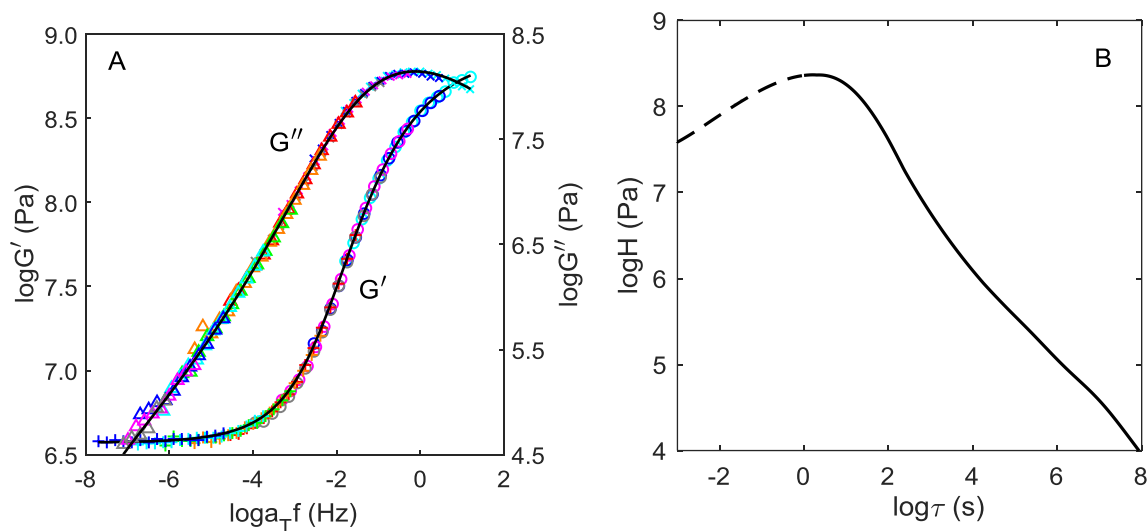 A
9.0
8.5
8.0
7.5
7.0
6.5
logG′ (Pa)
8.5
7.5
6.5
5.5
4.5
logG″ (Pa)
G″
G′
-8 -6 -4 -2 0 2
loga_T f (Hz)
B
9
8
7
6
5
4
logH (Pa)
-2 0 2 4 6 8
logτ (s)